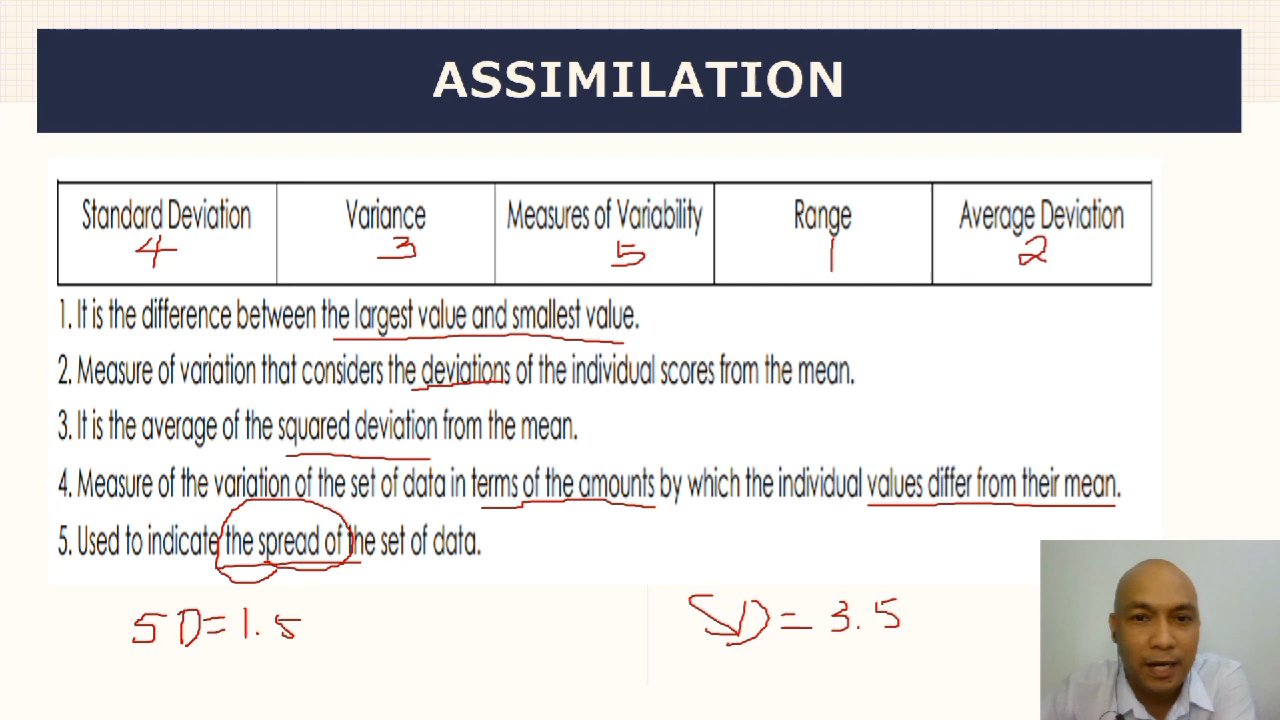 ASSIMILATION
Standard Deviation Variance Measures of Variability Range Average Deviation
4 3 5 1 2
1. It is the difference between the largest value and smallest value.
2. Measure of variation that considers the deviations of the individual scores from the mean.
3. It is the average of the squared deviation from the mean.
4. Measure of the variation of the set of data in terms of the amounts by which the individual values differ from their mean.
5. Used to indicate the spread of the set of data.
SD=1.5 SD=3.5